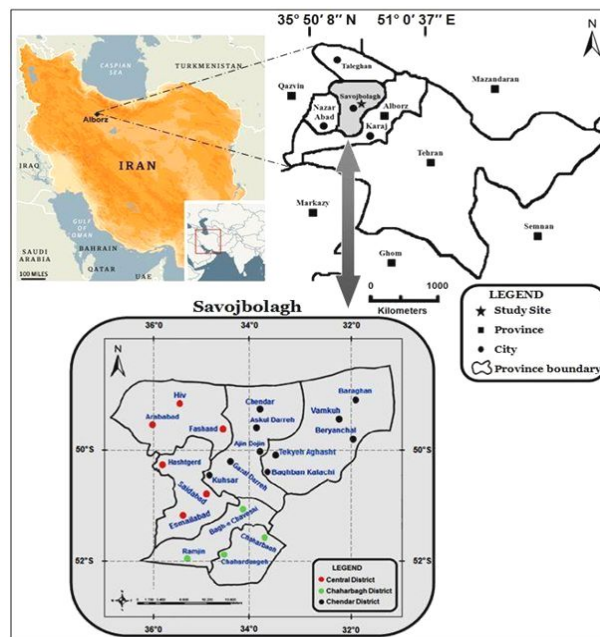 35° 50' 8'' N
51° 0' 37'' E
N
CASPIAN
SEA
TURKMENISTAN
Alborz
IRAN
IRAQ
GULF
OF
OMAN
BAHRAIN
SAUDI
ARABIA
QATAR
UAE
100 MILES
Taleghan
Qazvin
Mazandaran
Savojbolagh
Nazar
Abad
Alborz
Karaj
Tehran
Markazy
Semnan
Ghom
0
1000
Kilometers
LEGEND
Study Site
Province
City
Province boundary
Savojbolagh
36°0
34°0
32°0
N
Hiv
Arababad
Fashand
Chendar
Askul Darreh
Baraghan
Vamkuh
Beryanchal
50°S
50°S
Ajin Dojin
Tekyeh Aghasht
Hashtgerd
Gazal Darreh
Baghban Kalachi
Kuhsar
Saidabad
Esmailabad
Chaharbagh
Ramjin
52°S
52°S
LEGEND
Central District
Chaharbagh District
Chendar District
36°0
34°0
32°0